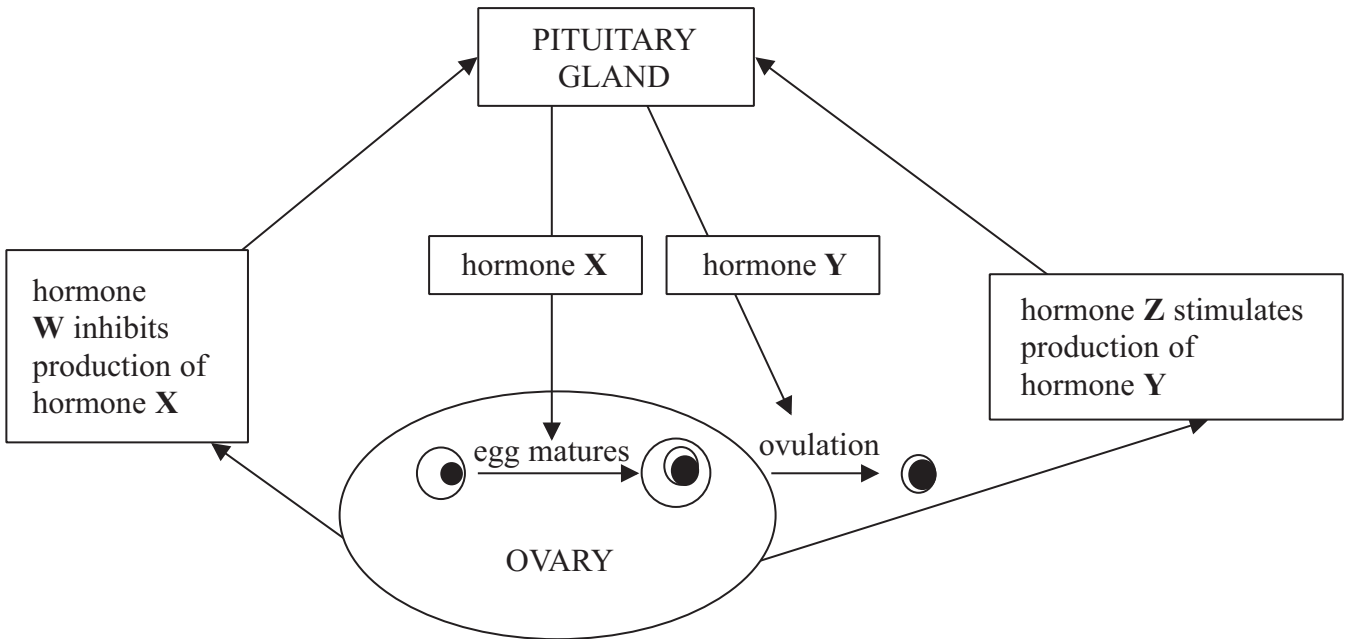 PITUITARY
GLAND
hormone X
hormone Y
hormone
W inhibits
production of
hormone X
hormone Z stimulates
production of
hormone Y
egg matures
ovulation
OVARY